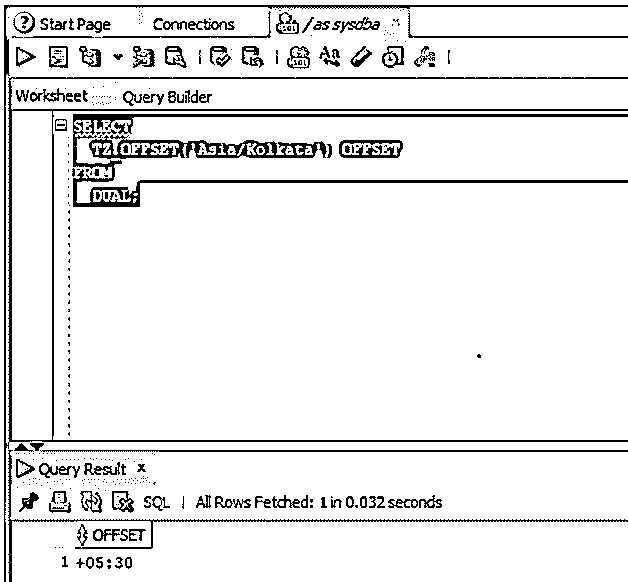 Start Page Connections / as sysdba
Worksheet Query Builder
SELECT
TZ_OFFSET('Asia/Kolkata') OFFSET
FROM
DUAL;
Query Result x
SQL | All Rows Fetched: 1 in 0.032 seconds
OFFSET
1 +05:30